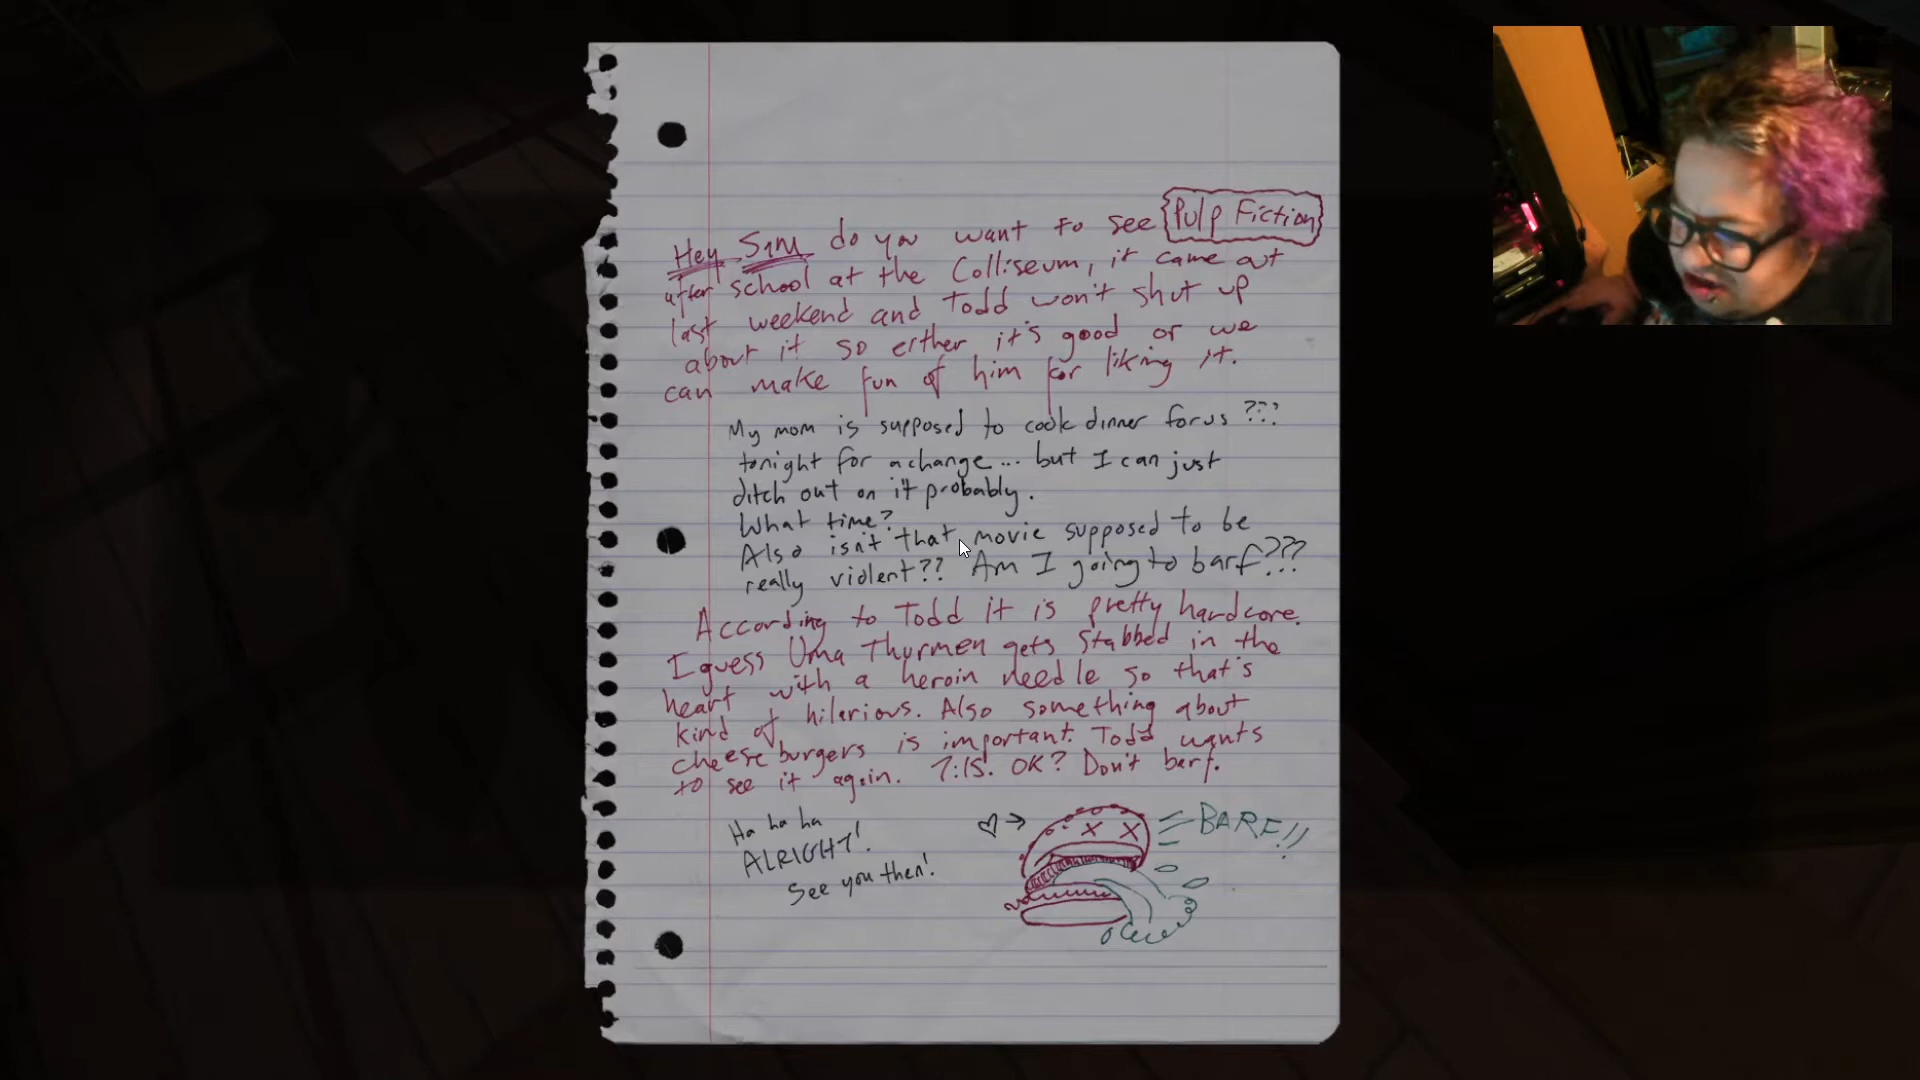 Hey Sam do you want to see Pulp Fiction
after school at the Colliseum, it came out
last weekend and Todd won't shut up
about it so either it's good or we
can make fun of him for liking it.
My mom is supposed to cook dinner for us ???
tonight for a change... but I can just
ditch out on it probably.
What time?
Also isn't that movie supposed to be
really violent?? Am I going to barf???
According to Todd it is pretty hardcore.
I guess Uma Thurmen gets stabbed in the
heart with a heroin needle so that's
kind of hilarious. Also something about
cheeseburgers is important. Todd wants
to see it again. 7:15. OK? Don't barf.
Ha ha ha
ALRIGHT!
See you then!
BARF!!